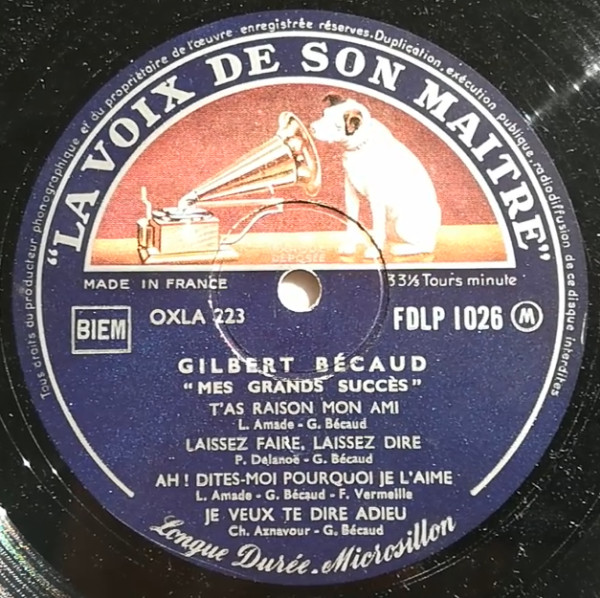 Tous droits du producteur phonographique et du propriétaire de l'œuvre enregistrée réservés. Duplication, exécution publique, radiodiffusion de ce disque interdites
"LA VOIX DE SON MAITRE"
DÉPOSÉE
MADE IN FRANCE
33⅓ Tours minute
BIEM
OXLA 223
FDLP 1026 M
GILBERT BÉCAUD
"MES GRANDS SUCCÈS"
T'AS RAISON MON AMI
L. Amade - G. Bécaud
LAISSEZ FAIRE, LAISSEZ DIRE
P. Delanoë - G. Bécaud
AH ! DITES-MOI POURQUOI JE L'AIME
L. Amade - G. Bécaud - F. Vermeille
JE VEUX TE DIRE ADIEU
Ch. Aznavour - G. Bécaud
Longue Durée. Microsillon